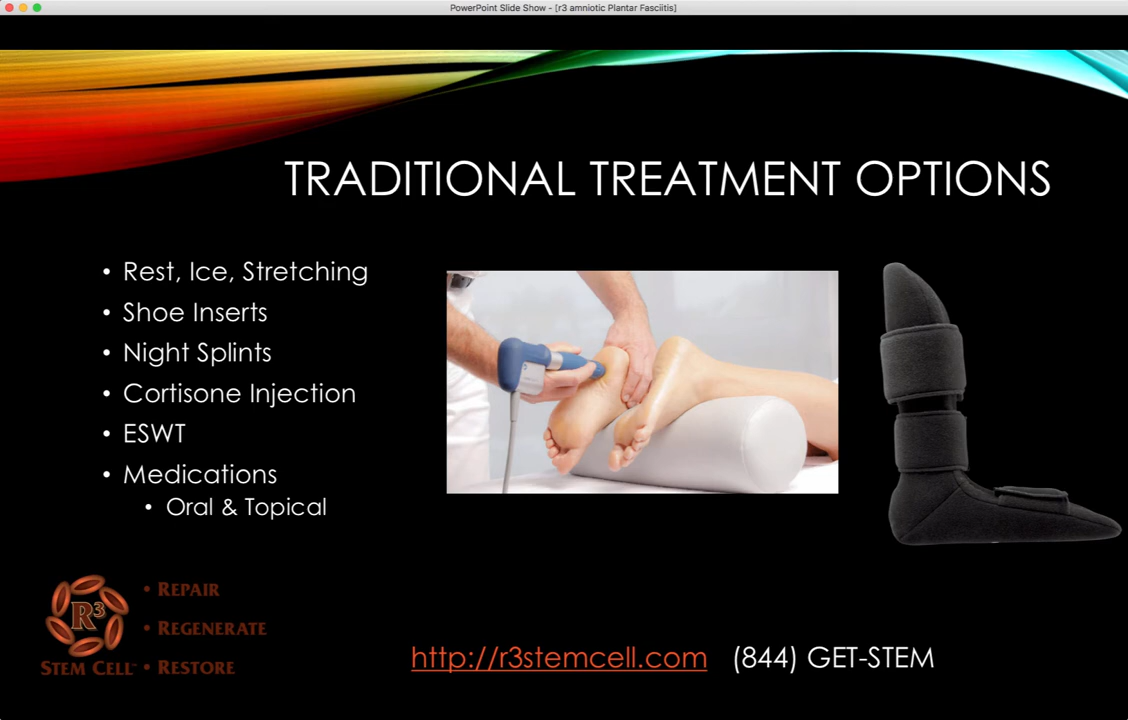 PowerPoint Slide Show - [r3 amniotic Plantar Fasciitis]
TRADITIONAL TREATMENT OPTIONS
• Rest, Ice, Stretching
• Shoe Inserts
• Night Splints
• Cortisone Injection
• ESWT
• Medications
• Oral & Topical
R3
STEM CELL™
• REPAIR
• REGENERATE
• RESTORE
http://r3stemcell.com (844) GET-STEM